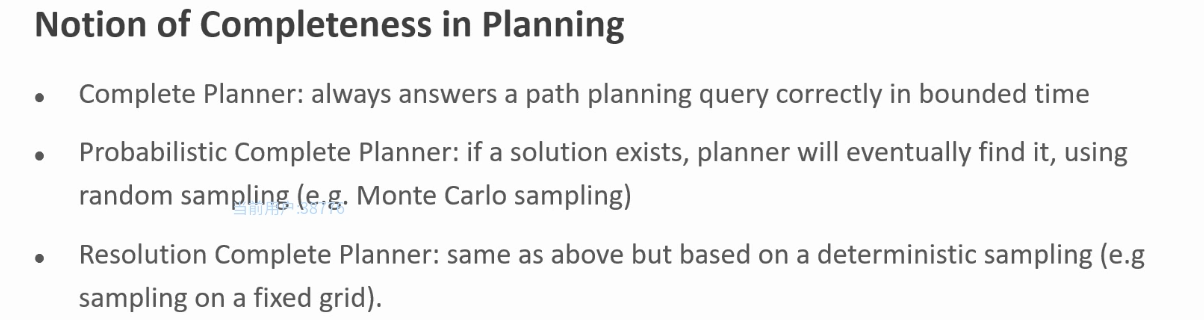 Notion of Completeness in Planning
• Complete Planner: always answers a path planning query correctly in bounded time
• Probabilistic Complete Planner: if a solution exists, planner will eventually find it, using
random sampling (e.g. Monte Carlo sampling)
当前用户:38776
• Resolution Complete Planner: same as above but based on a deterministic sampling (e.g
sampling on a fixed grid).